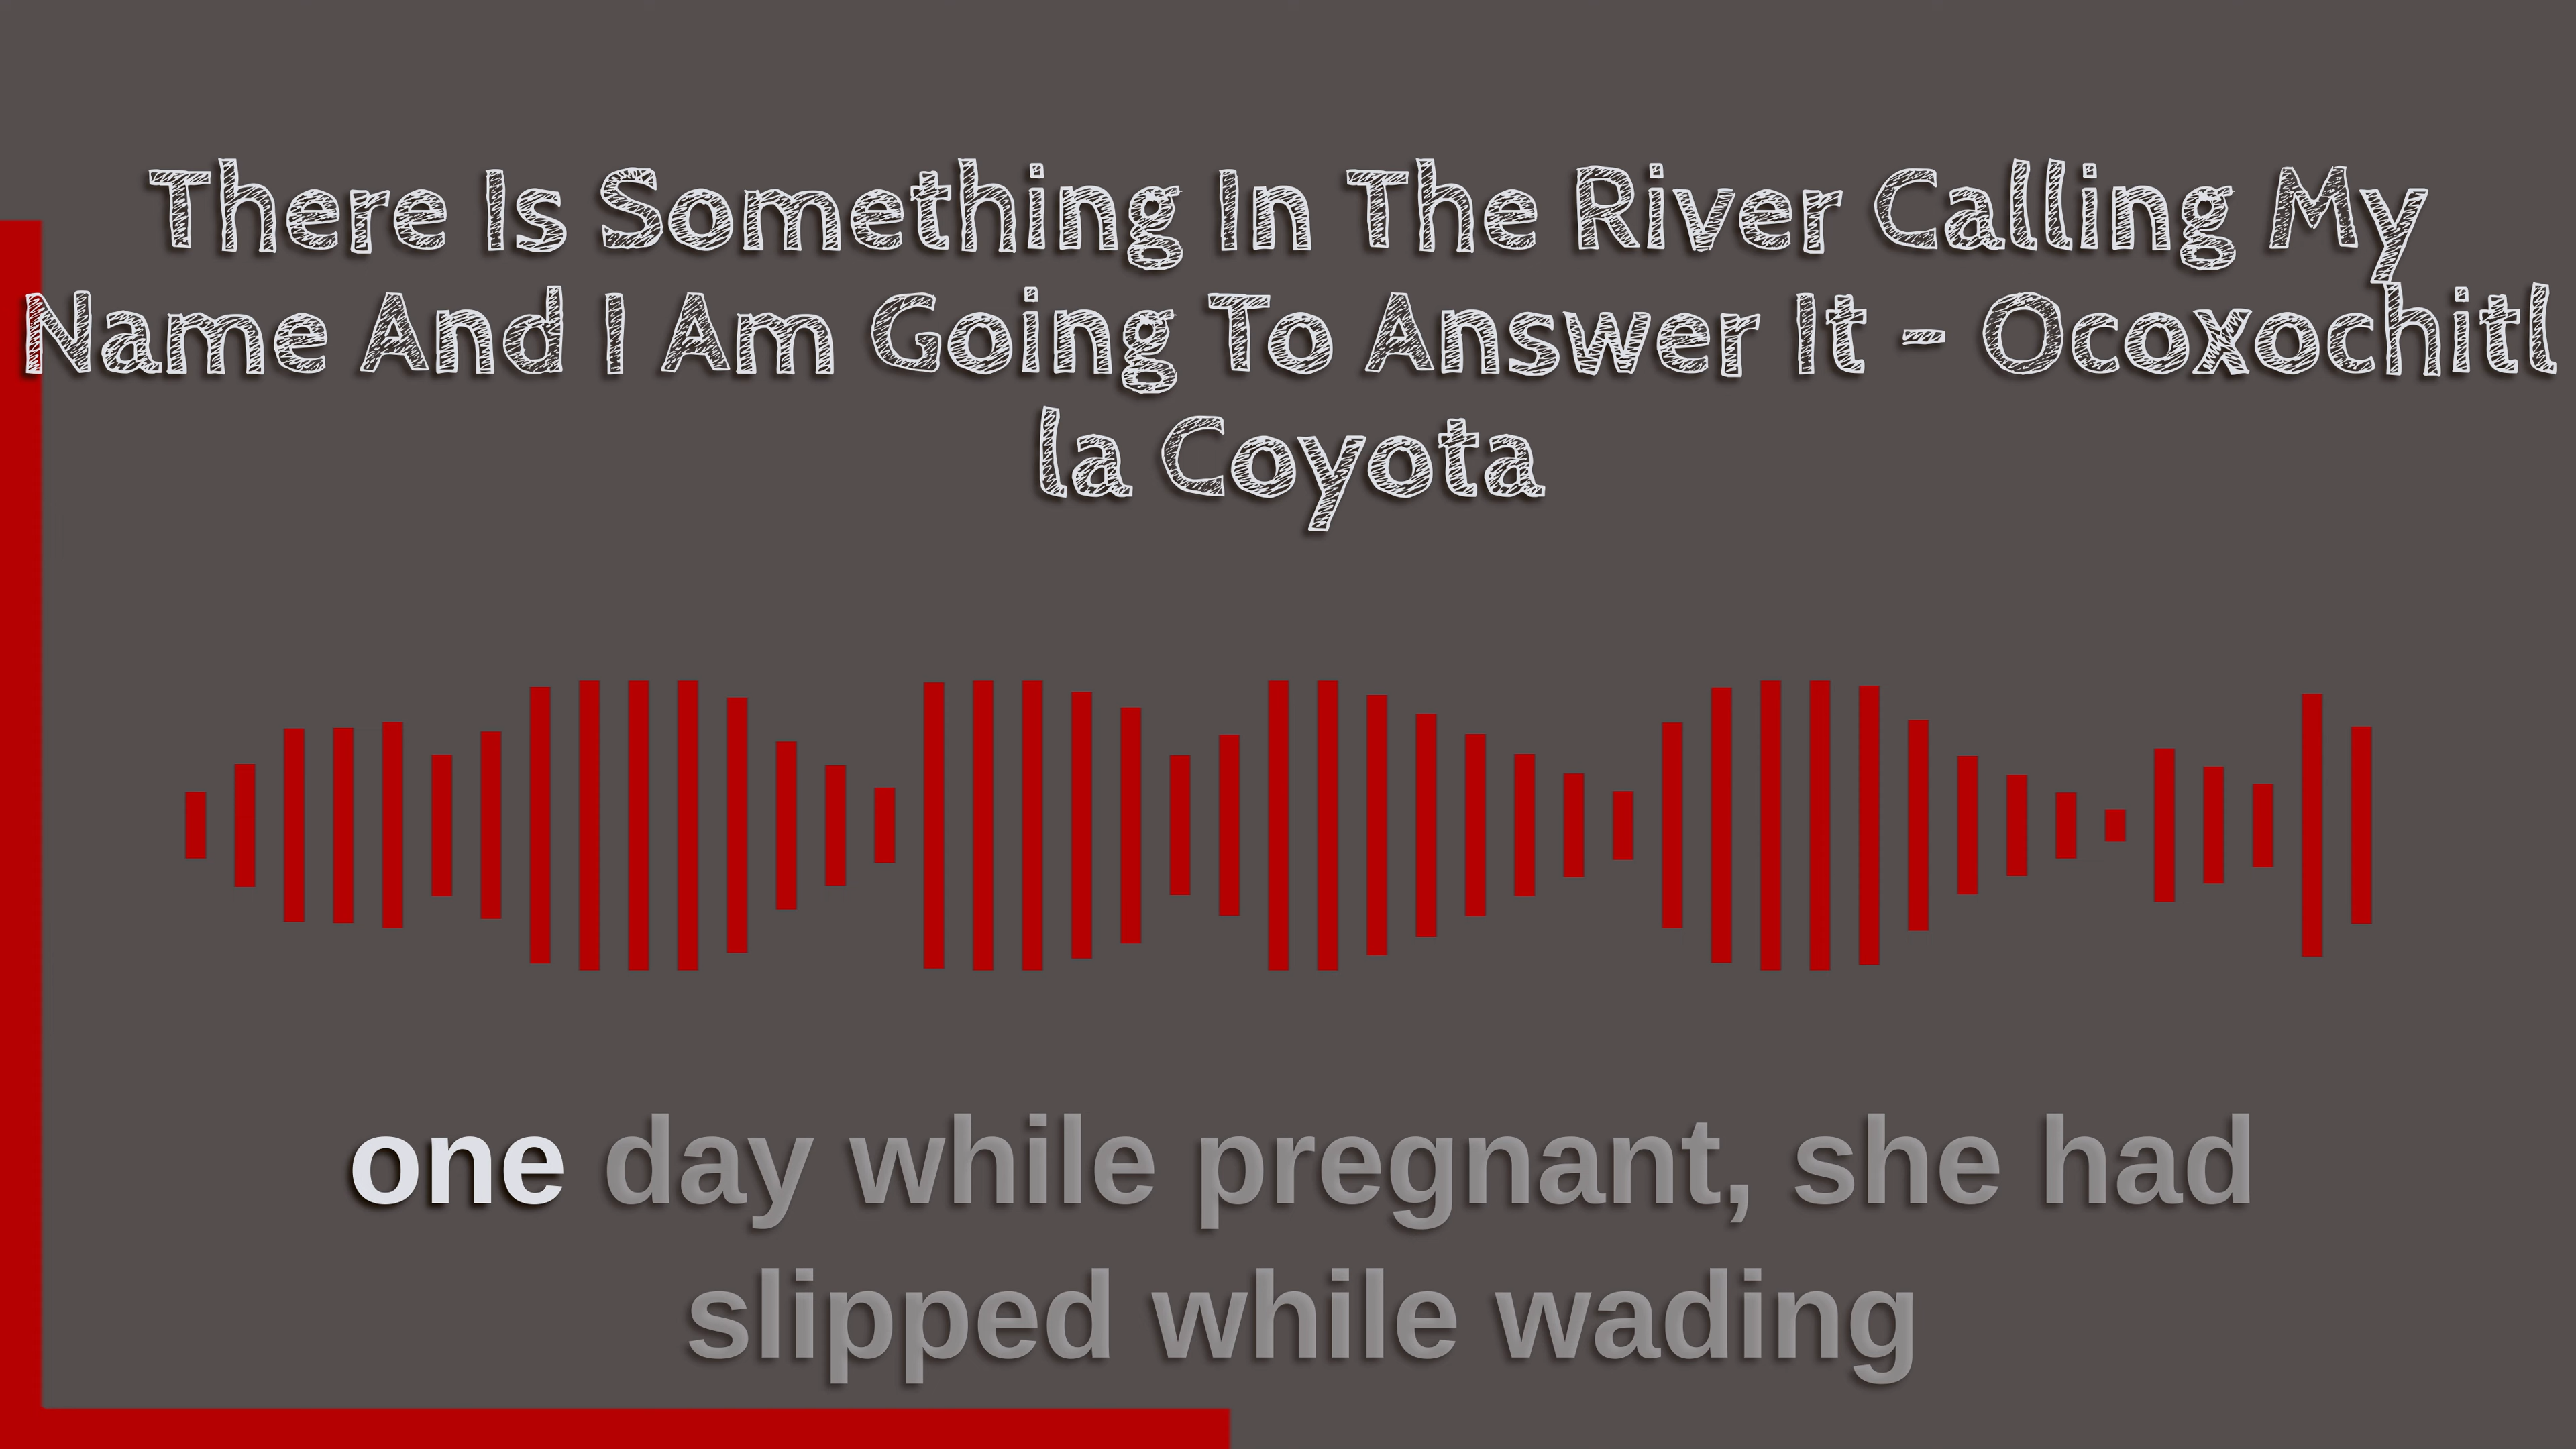 There Is Something In The River Calling My
Name And I Am Going To Answer It - Ocoxochitl
la Coyota
one day while pregnant, she had
slipped while wading